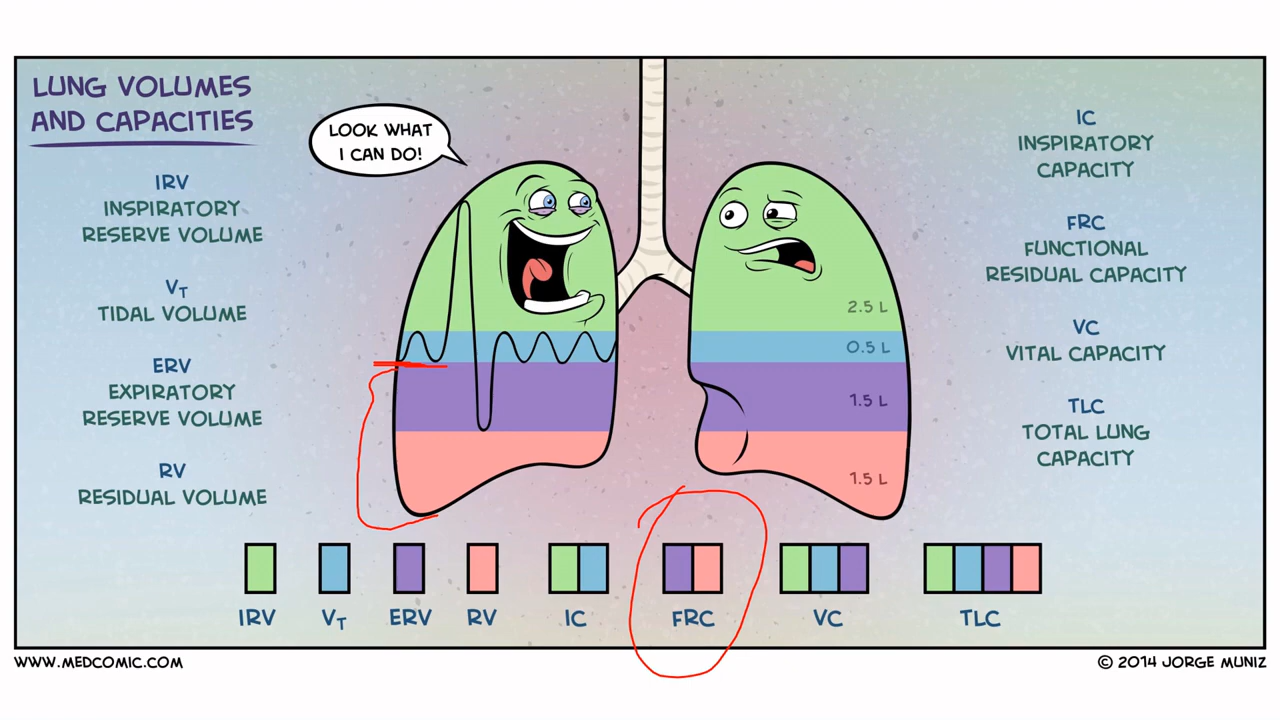 LUNG VOLUMES
AND CAPACITIES
IRV
INSPIRATORY
RESERVE VOLUME
VT
TIDAL VOLUME
ERV
EXPIRATORY
RESERVE VOLUME
RV
RESIDUAL VOLUME
LOOK WHAT
I CAN DO!
2.5 L
0.5 L
1.5 L
1.5 L
IC
INSPIRATORY
CAPACITY
FRC
FUNCTIONAL
RESIDUAL CAPACITY
VC
VITAL CAPACITY
TLC
TOTAL LUNG
CAPACITY
IRV VT ERV RV IC FRC VC TLC
WWW.MEDCOMIC.COM
© 2014 JORGE MUNIZ